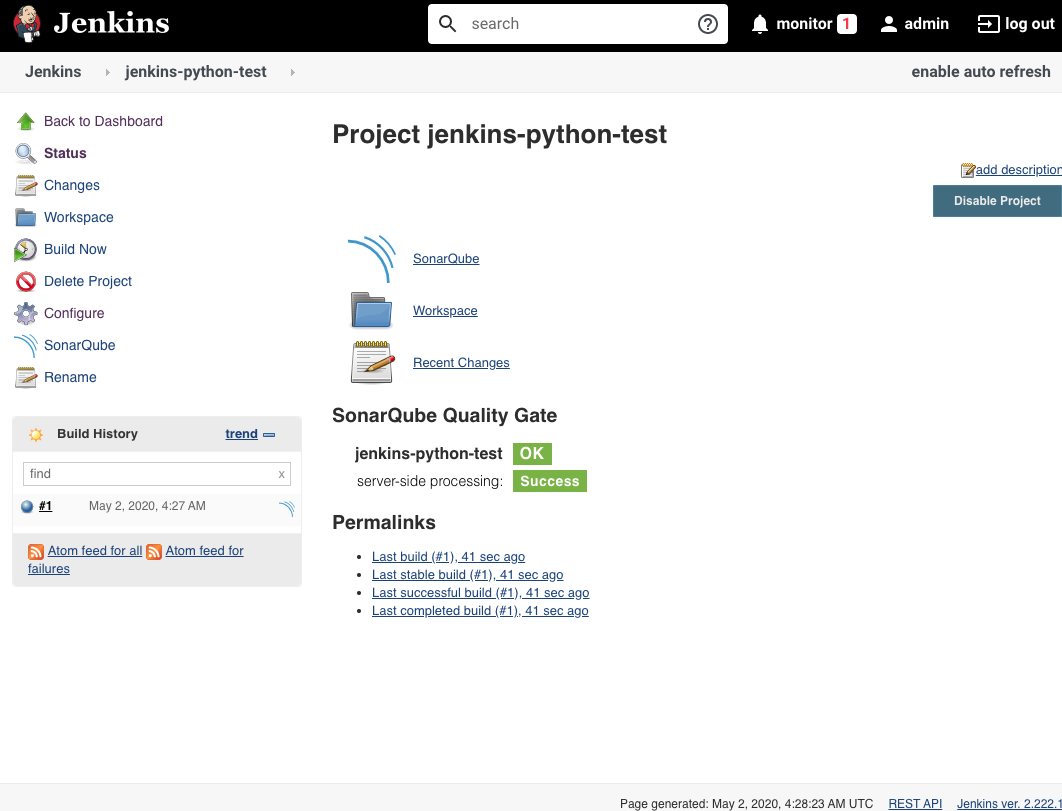 Jenkins
search
monitor 1
admin
log out
Jenkins
jenkins-python-test
enable auto refresh
Back to Dashboard
Status
Changes
Workspace
Build Now
Delete Project
Configure
SonarQube
Rename
Build History
trend
find
x
#1
May 2, 2020, 4:27 AM
Atom feed for all
Atom feed for
failures
Project jenkins-python-test
add description
Disable Project
SonarQube
Workspace
Recent Changes
SonarQube Quality Gate
jenkins-python-test OK
server-side processing: Success
Permalinks
Last build (#1), 41 sec ago
Last stable build (#1), 41 sec ago
Last successful build (#1), 41 sec ago
Last completed build (#1), 41 sec ago
Page generated: May 2, 2020, 4:28:23 AM UTC
REST API
Jenkins ver. 2.222.1